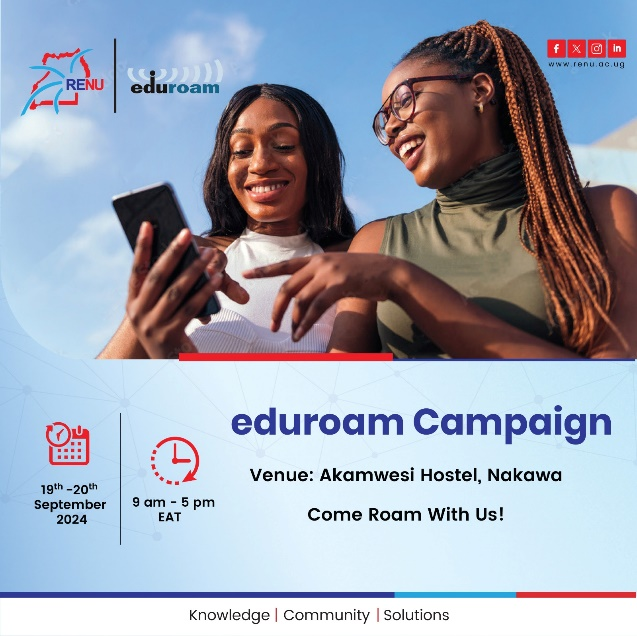 RENU
eduroam
www.renu.ac.ug
eduroam Campaign
19th -20th
September
2024
9 am - 5 pm
EAT
Venue: Akamwesi Hostel, Nakawa
Come Roam With Us!
Knowledge | Community | Solutions